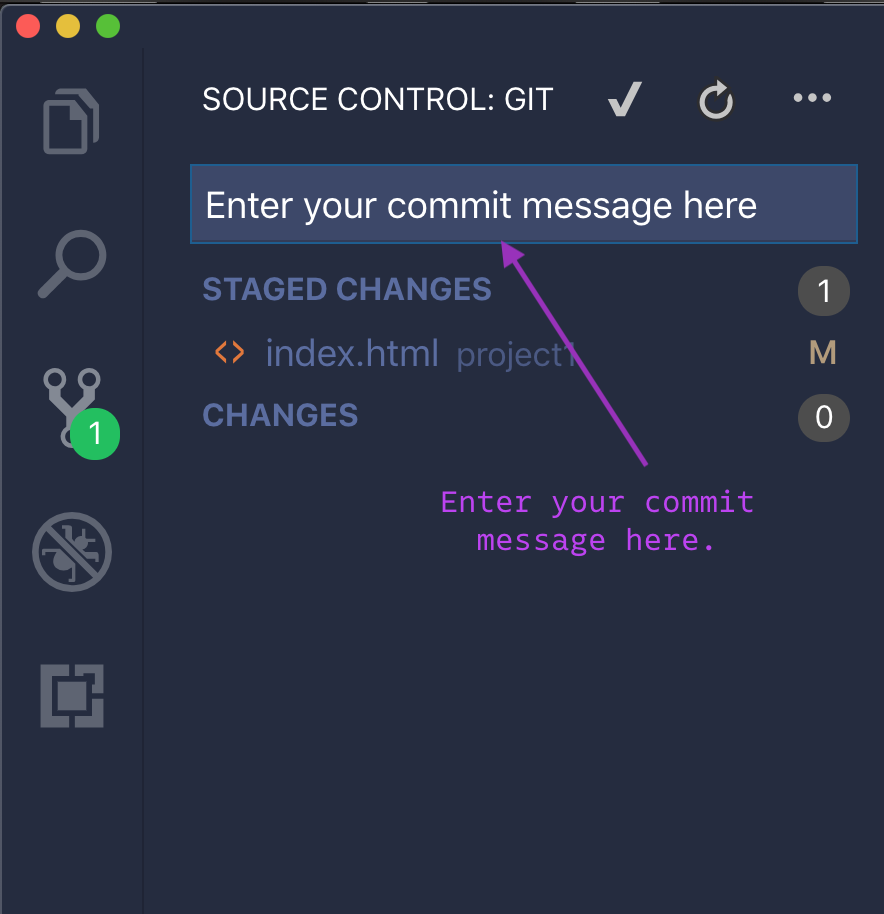 SOURCE CONTROL: GIT
Enter your commit message here
STAGED CHANGES 1
index.html project1 M
1
CHANGES 0
Enter your commit
message here.